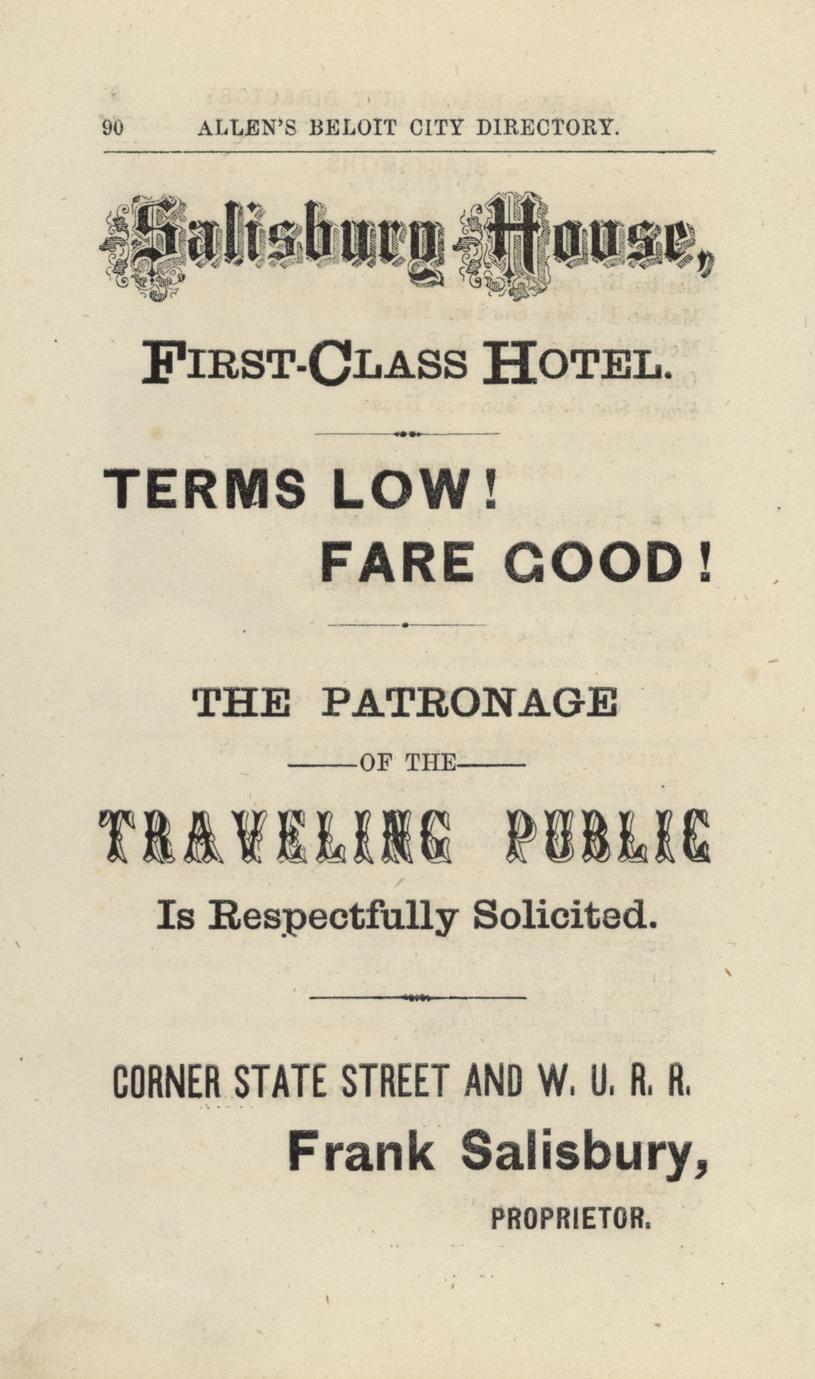 90 ALLEN'S BELOIT CITY DIRECTORY.
Salisbury House,
FIRST-CLASS HOTEL.
TERMS LOW!
FARE GOOD!
THE PATRONAGE
OF THE
TRAVELING PUBLIC
Is Respectfully Solicited.
CORNER STATE STREET AND W. U. R. R.
Frank Salisbury,
PROPRIETOR.